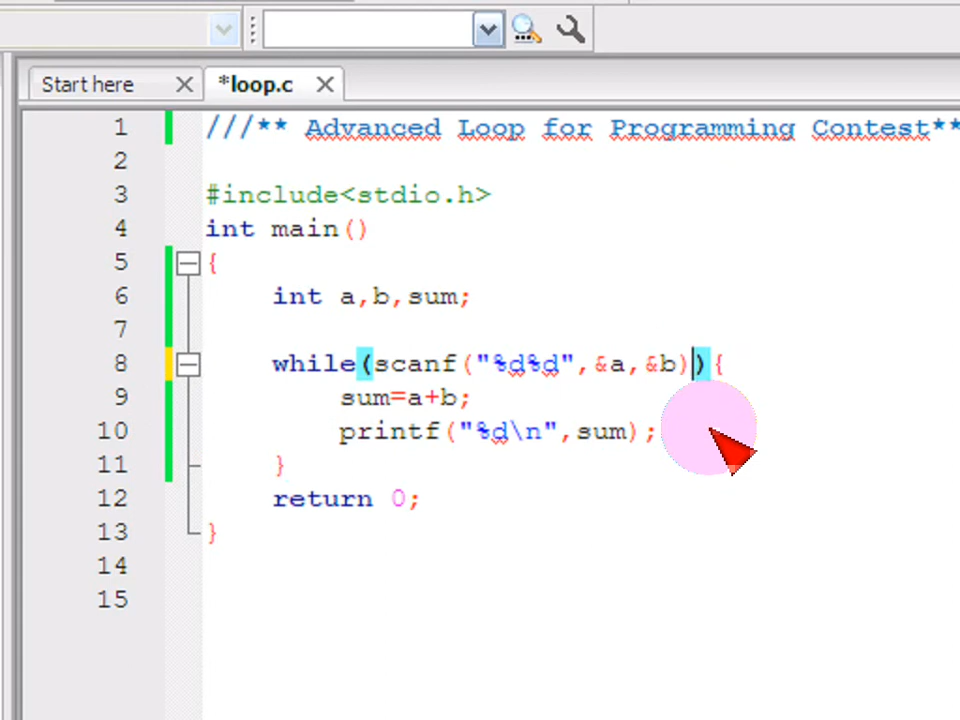 Start here
*loop.c
1 ///** Advanced Loop for Programming Contest**
2
3 #include<stdio.h>
4 int main()
5 {
6 int a,b,sum;
7
8 while(scanf("%d%d",&a,&b)){
9 sum=a+b;
10 printf("%d\n",sum);
11 }
12 return 0;
13 }
14
15